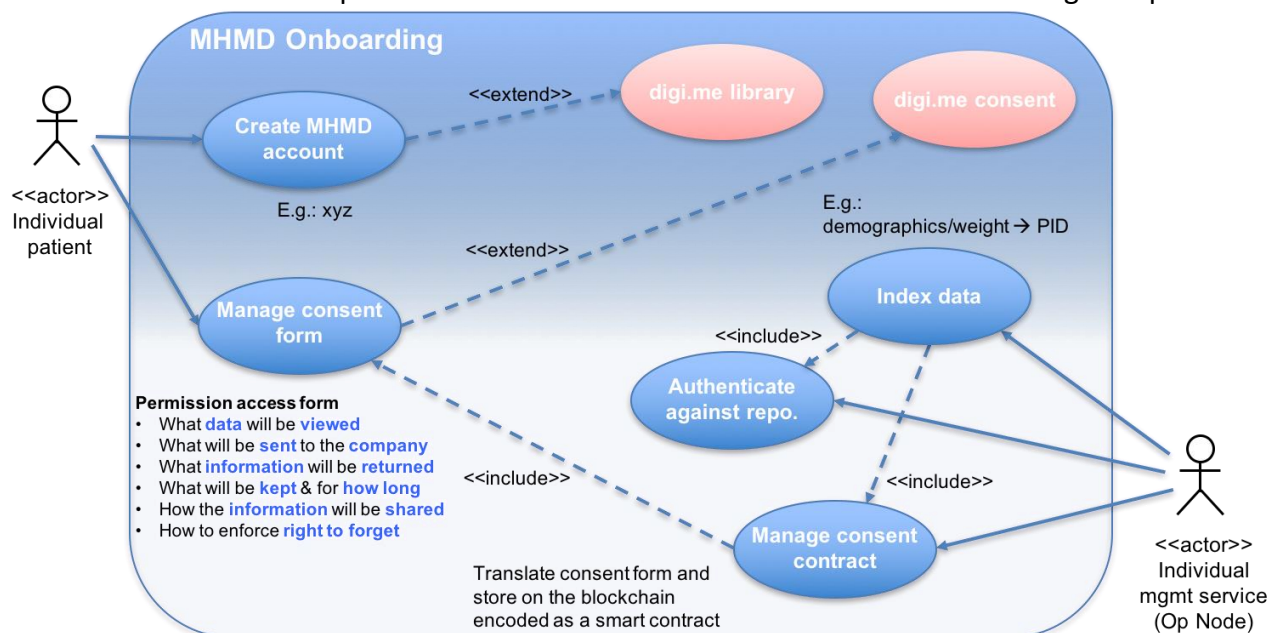 MHMD Onboarding
digi.me library
digi.me consent
<<extend>>
Create MHMD
account
<<actor>>
Individual
patient
E.g.: xyz
E.g.:
demographics/weight → PID
<<extend>>
Index data
Manage consent
form
<<include>>
Authenticate
against repo.
Permission access form
• What data will be viewed
• What will be sent to the company
• What information will be returned
• What will be kept & for how long
• How the information will be shared
• How to enforce right to forget
<<include>>
<<include>>
Manage consent
contract
<<actor>>
Individual
mgmt service
(Op Node)
Translate consent form and
store on the blockchain
encoded as a smart contract